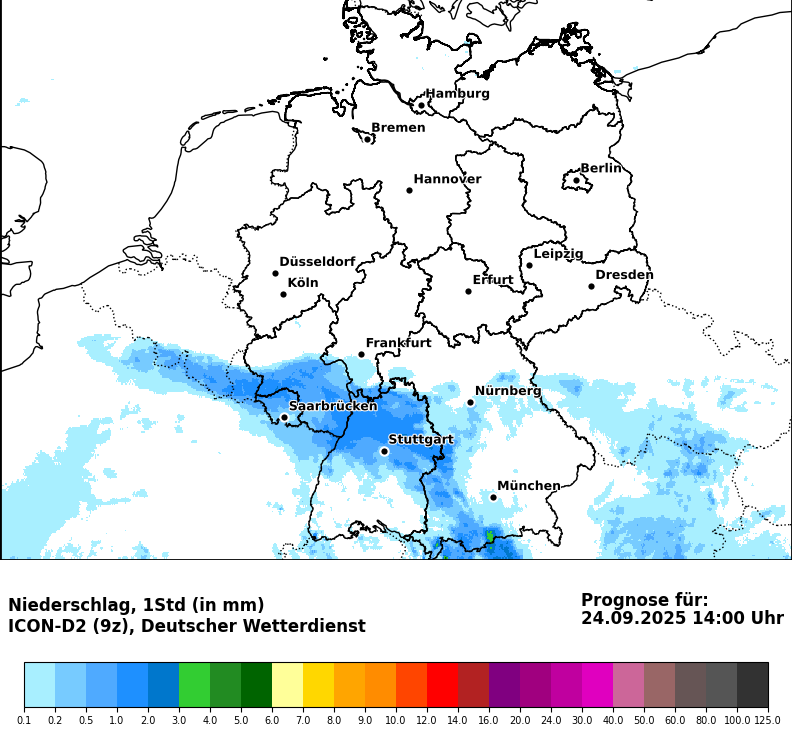 Hamburg
Bremen
Berlin
Hannover
Leipzig
Düsseldorf
Dresden
Köln
Erfurt
Frankfurt
Nürnberg
Saarbrücken
Stuttgart
München
Niederschlag, 1Std (in mm)
ICON-D2 (9z), Deutscher Wetterdienst
Prognose für:
24.09.2025 14:00 Uhr
0.1 0.2 0.5 1.0 2.0 3.0 4.0 5.0 6.0 7.0 8.0 9.0 10.0 12.0 14.0 16.0 20.0 24.0 30.0 40.0 50.0 60.0 80.0 100.0 125.0